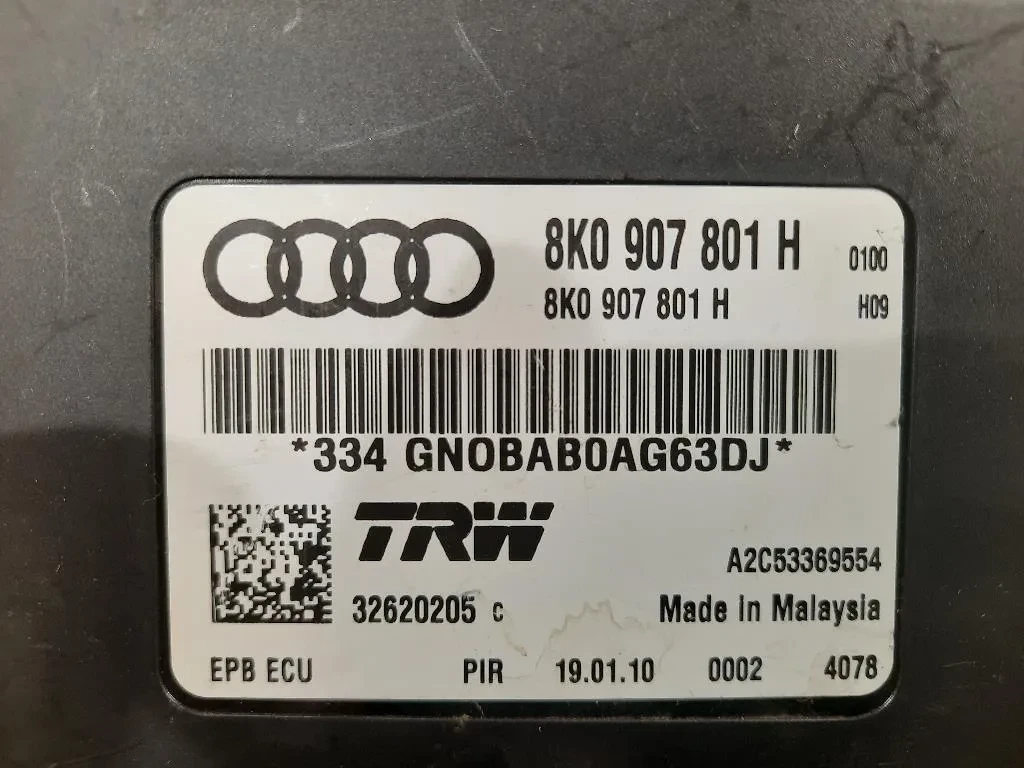 8K0 907 801 H 0100
8K0 907 801 H H09
*334 GN0BAB0AG63DJ*
TRW
A2C53369554
32620205 c Made in Malaysia
EPB ECU PIR 19.01.10 0002 4078